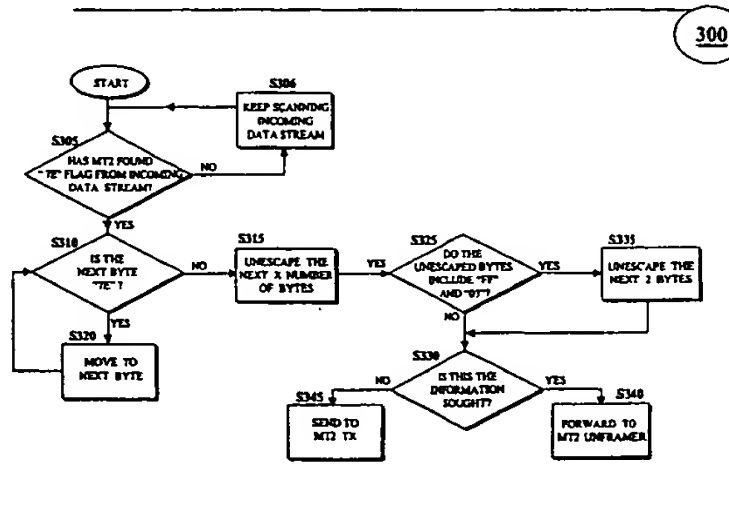 300
START
S306
KEEP SCANNING
INCOMING
DATA STREAM
S305
HAS MT2 FOUND
"7E" FLAG FROM INCOMING
DATA STREAM?
NO
YES
S310
IS THE
NEXT BYTE
"7E" ?
NO
S315
UNESCAPE THE
NEXT X NUMBER
OF BYTES
YES
S325
DO THE
UNESCAPED BYTES
INCLUDE "FF"
AND "03"?
YES
S335
UNESCAPE THE
NEXT 2 BYTES
YES
NO
S320
MOVE TO
NEXT BYTE
S330
IS THIS THE
INFORMATION
SOUGHT?
NO
YES
S345
SEND TO
MT2 TX
S340
FORWARD TO
MT2 UNFRAMER